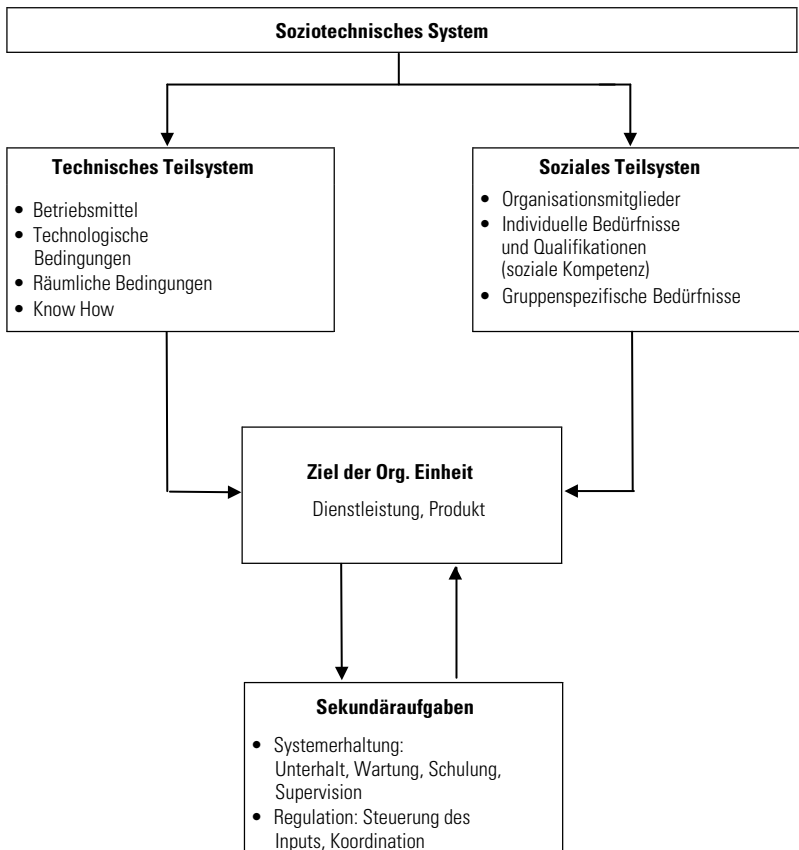 Soziotechnisches System
Technisches Teilsystem
• Betriebsmittel
• Technologische
Bedingungen
• Räumliche Bedingungen
• Know How
Soziales Teilsysten
• Organisationsmitglieder
• Individuelle Bedürfnisse
und Qualifikationen
(soziale Kompetenz)
• Gruppenspezifische Bedürfnisse
Ziel der Org. Einheit
Dienstleistung, Produkt
Sekundäraufgaben
• Systemerhaltung:
Unterhalt, Wartung, Schulung,
Supervision
• Regulation: Steuerung des
Inputs, Koordination